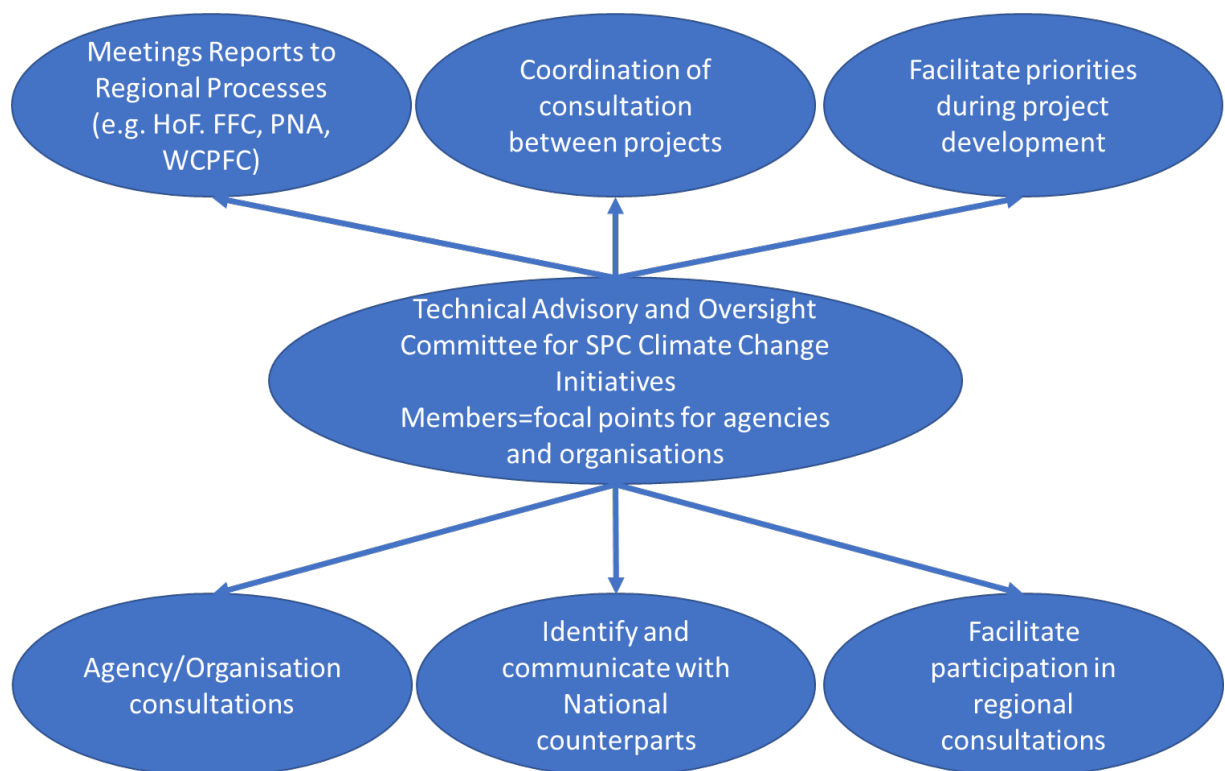 Meetings Reports to
Regional Processes
(e.g. HoF. FFC, PNA,
WCPFC)
Coordination of
consultation
between projects
Facilitate priorities
during project
development
Technical Advisory and Oversight
Committee for SPC Climate Change
Initiatives
Members=focal points for agencies
and organisations
Agency/Organisation
consultations
Identify and
communicate with
National
counterparts
Facilitate
participation in
regional
consultations